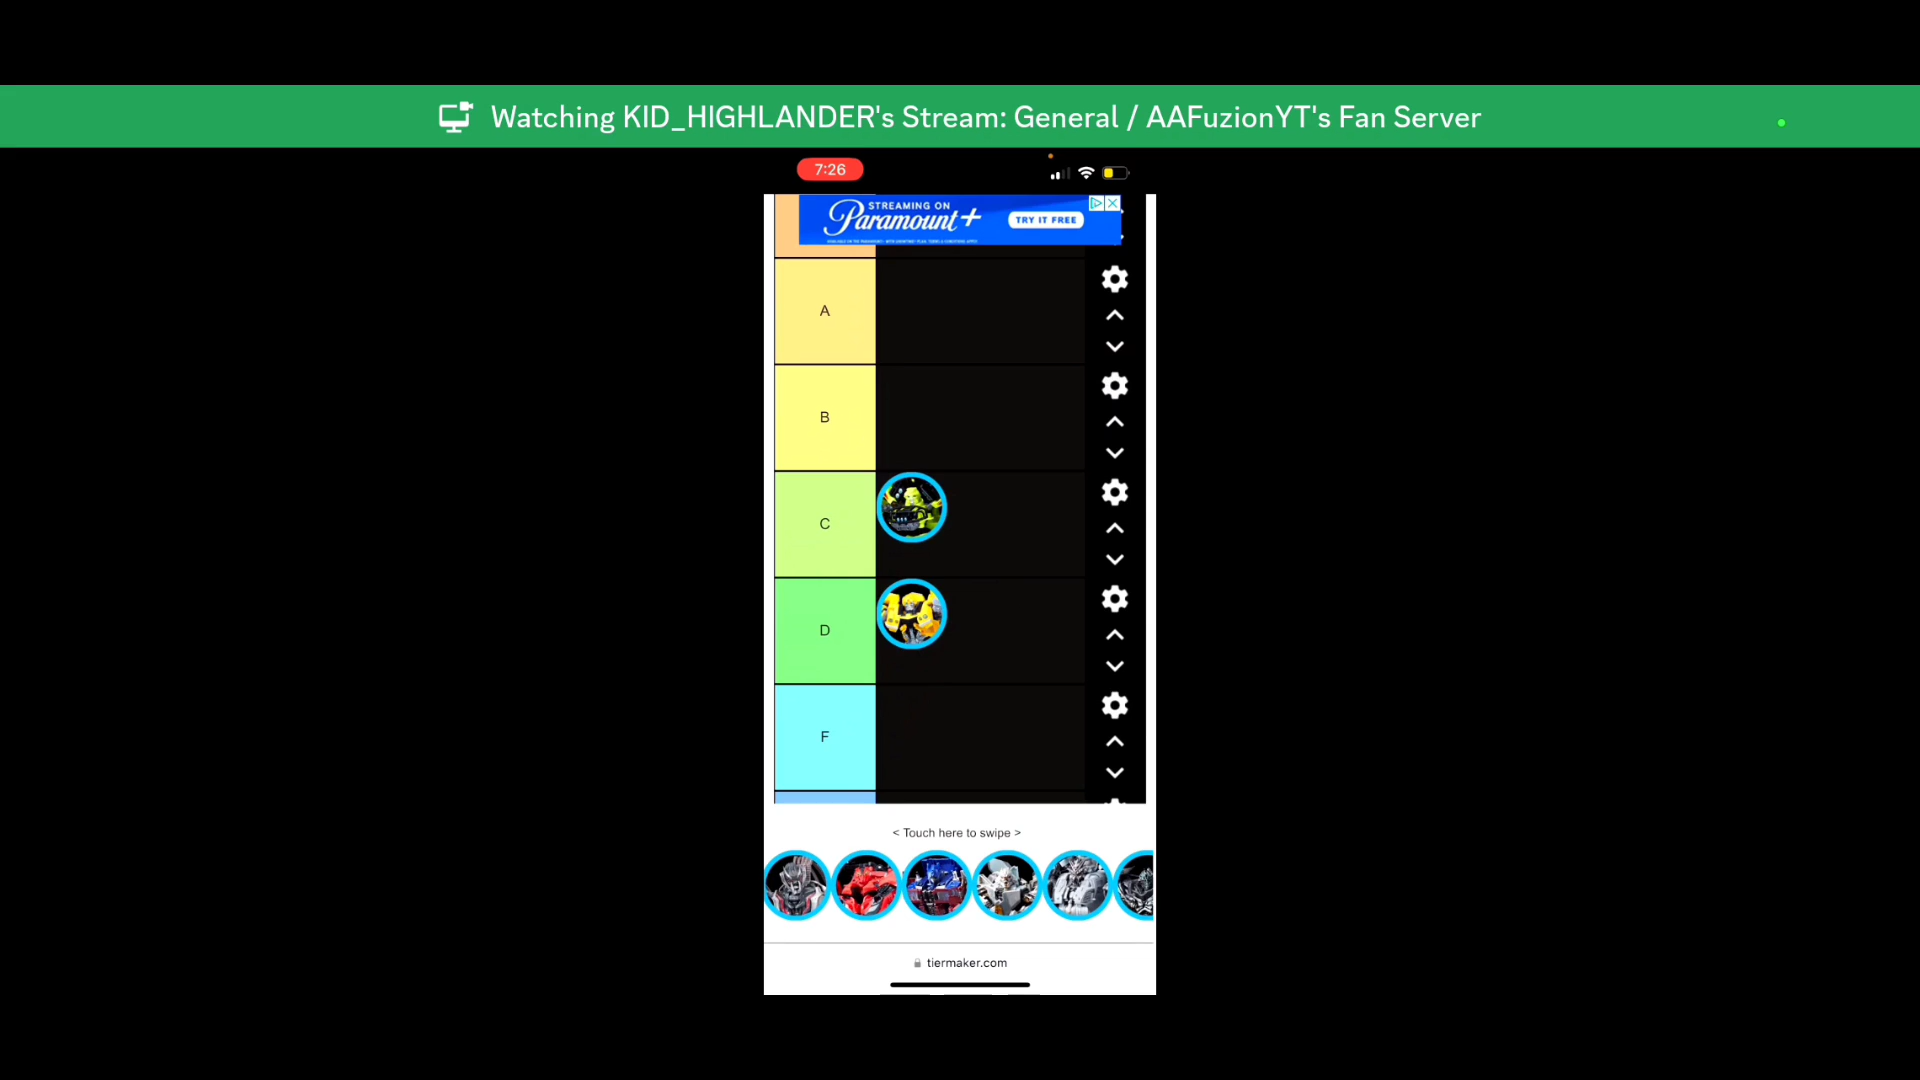 Watching KID_HIGHLANDER's Stream: General / AAFuzionYT's Fan Server
7:26
STREAMING ON
Paramount+
TRY IT FREE
A
B
C
D
F
< Touch here to swipe >
tiermaker.com